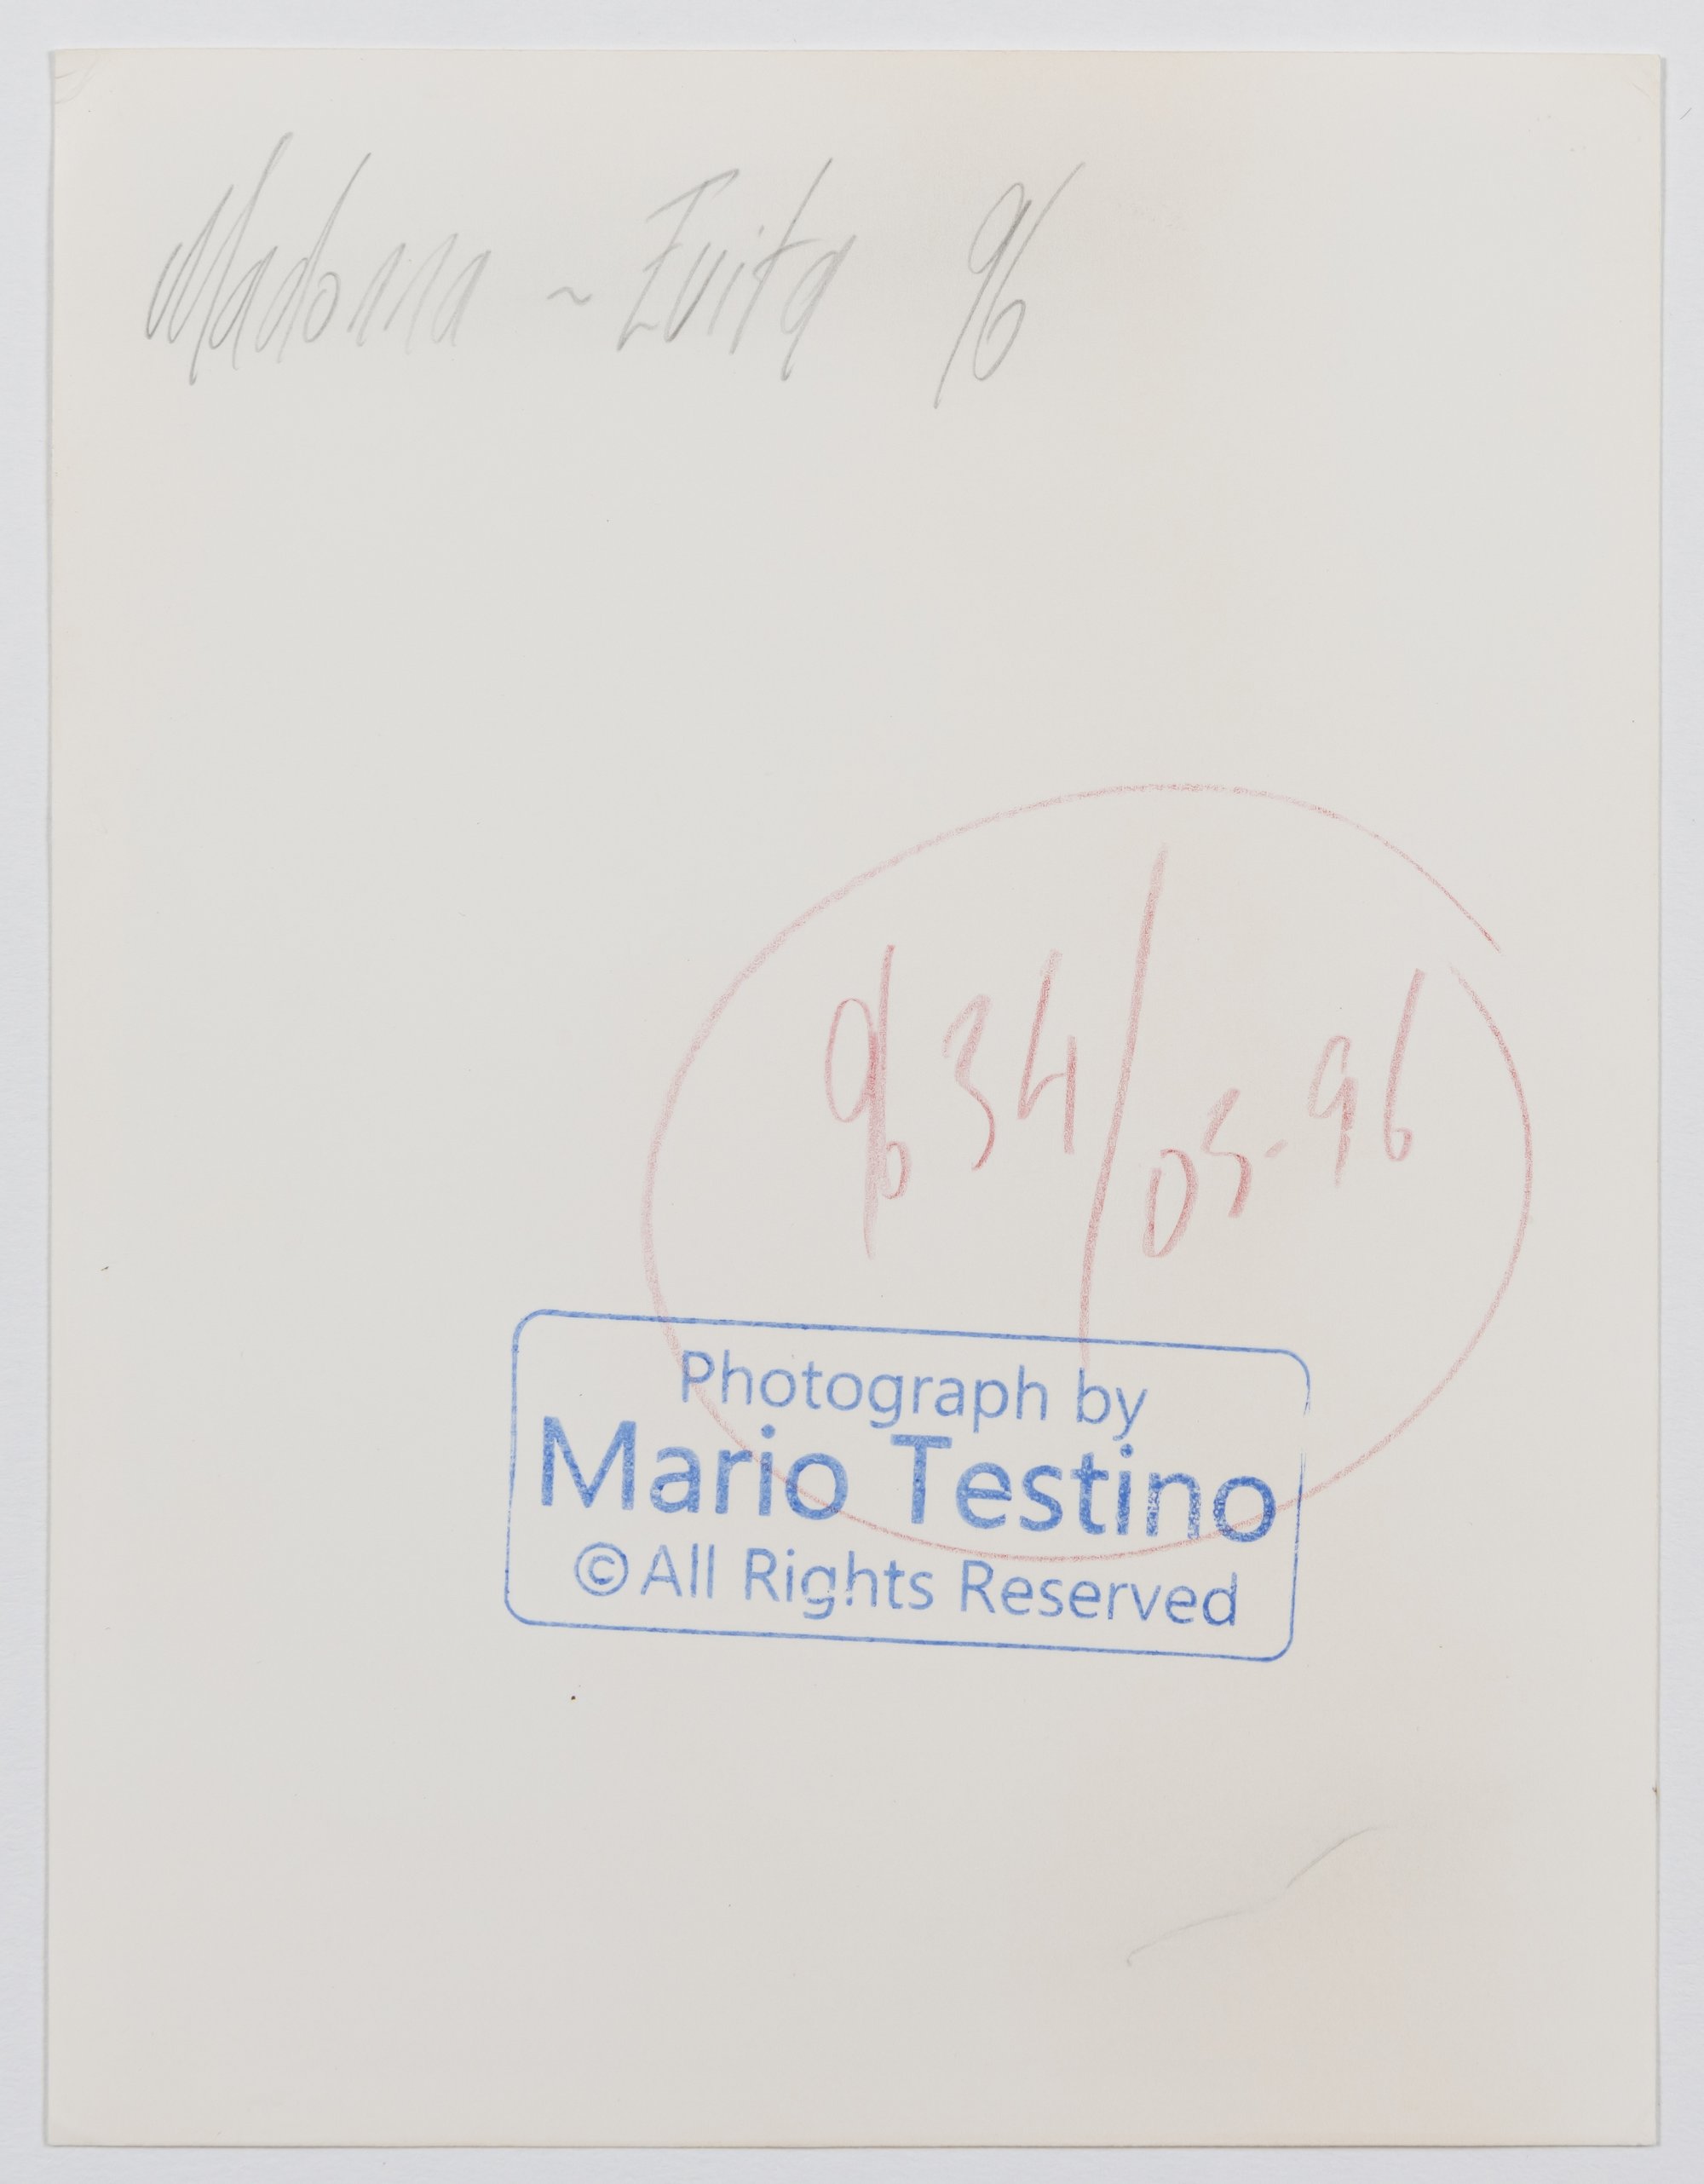 Madonna ~ Evita 96
9634/05-96
Photograph by
Mario Testino
©All Rights Reserved